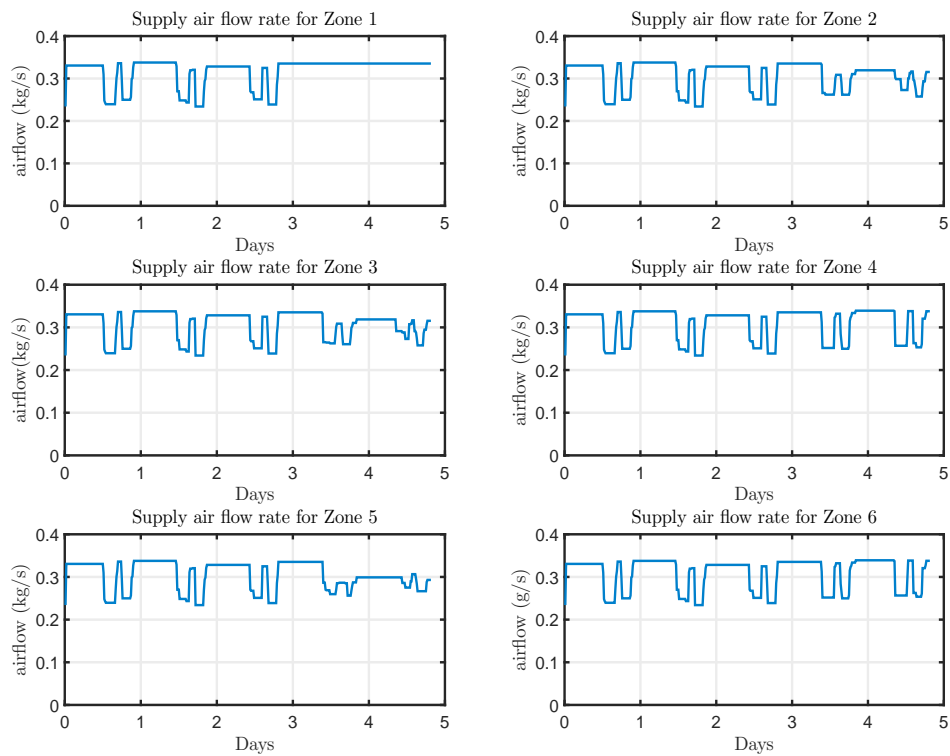 Supply air flow rate for Zone 1
0.4
0.3
0.2
0.1
0
airflow (kg/s)
0 1 2 3 4 5
Days
Supply air flow rate for Zone 2
0.4
0.3
0.2
0.1
0
airflow (kg/s)
0 1 2 3 4 5
Days
Supply air flow rate for Zone 3
0.4
0.3
0.2
0.1
0
airflow(kg/s)
0 1 2 3 4 5
Days
Supply air flow rate for Zone 4
0.4
0.3
0.2
0.1
0
airflow (kg/s)
0 1 2 3 4 5
Days
Supply air flow rate for Zone 5
0.4
0.3
0.2
0.1
0
airflow (kg/s)
0 1 2 3 4 5
Days
Supply air flow rate for Zone 6
0.4
0.3
0.2
0.1
0
airflow (g/s)
0 1 2 3 4 5
Days